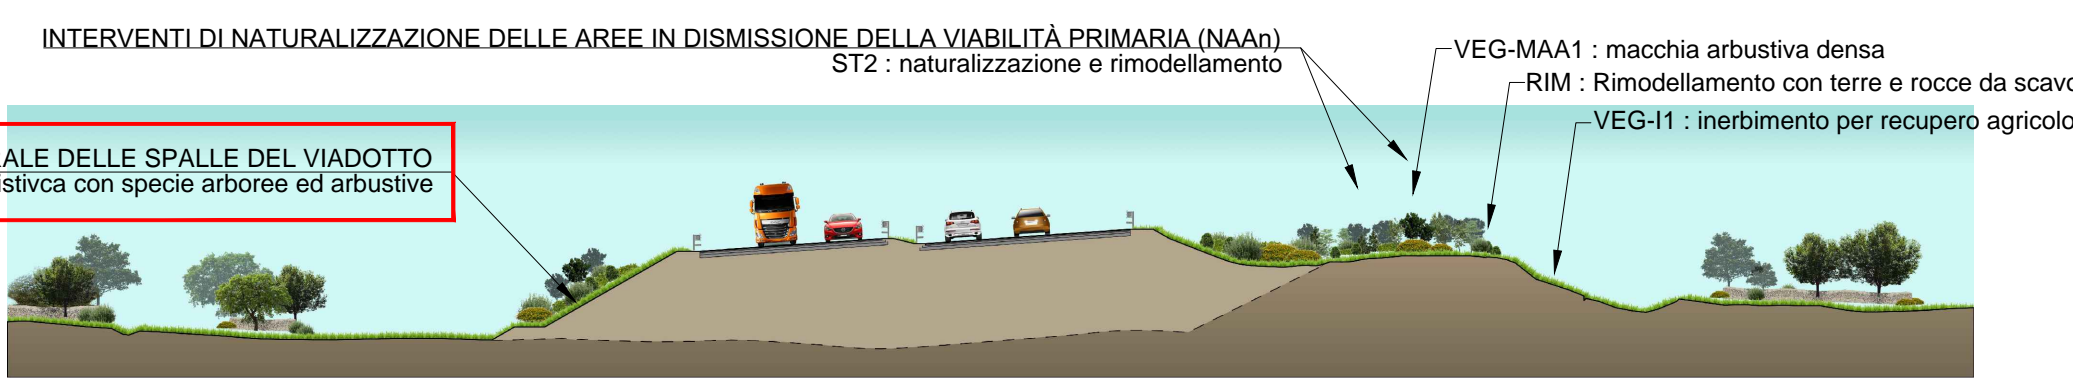 INTERVENTI DI NATURALIZZAZIONE DELLE AREE IN DISMISSIONE DELLA VIABILITÀ PRIMARIA (NAAn)
ST2 : naturalizzazione e rimodellamento
VEG-MAA1 : macchia arbustiva densa
RIM : Rimodellamento con terre e rocce da scavo
VEG-I1 : inerbimento per recupero agricolo
DELLE SPALLE DEL VIADOTTO
con specie arboree ed arbustive